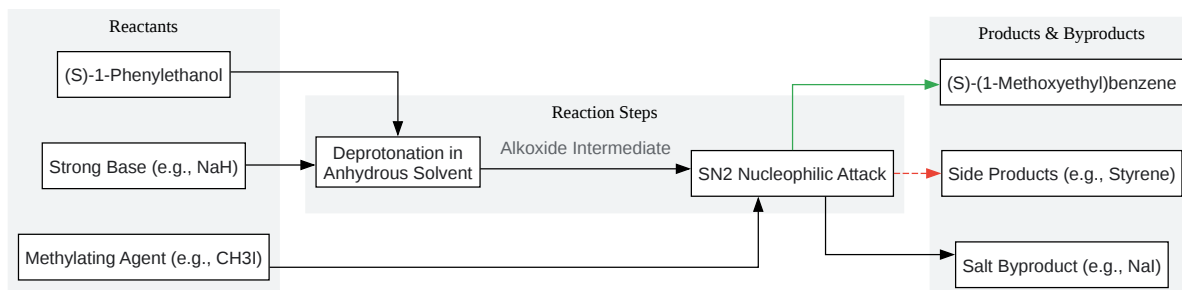 Reactants
(S)-1-Phenylethanol
Strong Base (e.g., NaH)
Methylating Agent (e.g., CH3I)
Reaction Steps
Deprotonation in
Anhydrous Solvent
Alkoxide Intermediate
SN2 Nucleophilic Attack
Products & Byproducts
(S)-(1-Methoxyethyl)benzene
Side Products (e.g., Styrene)
Salt Byproduct (e.g., NaI)